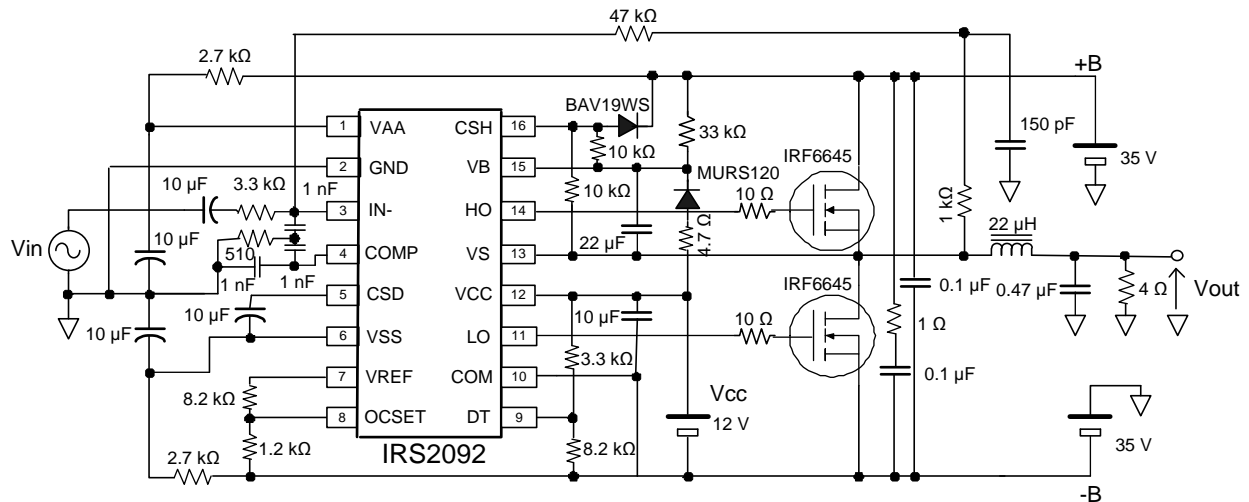 47 kΩ
2.7 kΩ
+B
BAV19WS
1 VAA
CSH 16
33 kΩ
150 pF
IRF6645
35 V
10 kΩ
2 GND
VB 15
MURS120
10 µF
3.3 kΩ
1 nF
10 kΩ
10 Ω
1 kΩ
3 IN-
HO 14
4.7 Ω
22 µH
Vin
10 µF
510
22 µF
4 COMP
VS 13
1 nF
1 nF
IRF6645
0.1 µF
0.47 µF
4 Ω
Vout
5 CSD
VCC 12
10 µF
10 µF
10 µF
10 Ω
1 Ω
6 VSS
LO 11
3.3 kΩ
0.1 µF
7 VREF
COM 10
8.2 kΩ
Vcc
8 OCSET
DT 9
12 V
35 V
1.2 kΩ
IRS2092
8.2 kΩ
2.7 kΩ
-B